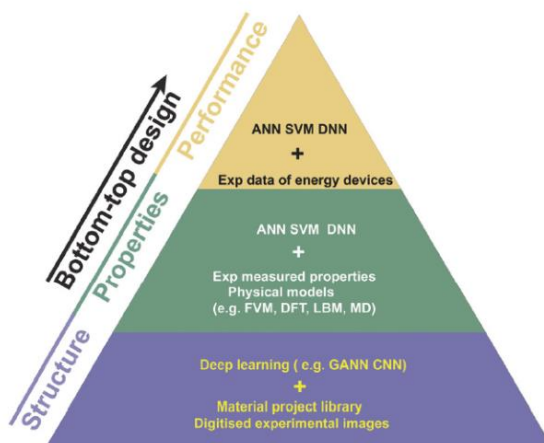 Bottom-top design
Performance
Properties
Structure
ANN SVM DNN
+
Exp data of energy devices
ANN SVM DNN
+
Exp measured properties
Physical models
(e.g. FVM, DFT, LBM, MD)
Deep learning ( e.g. GANN CNN)
+
Material project library
Digitised experimental images